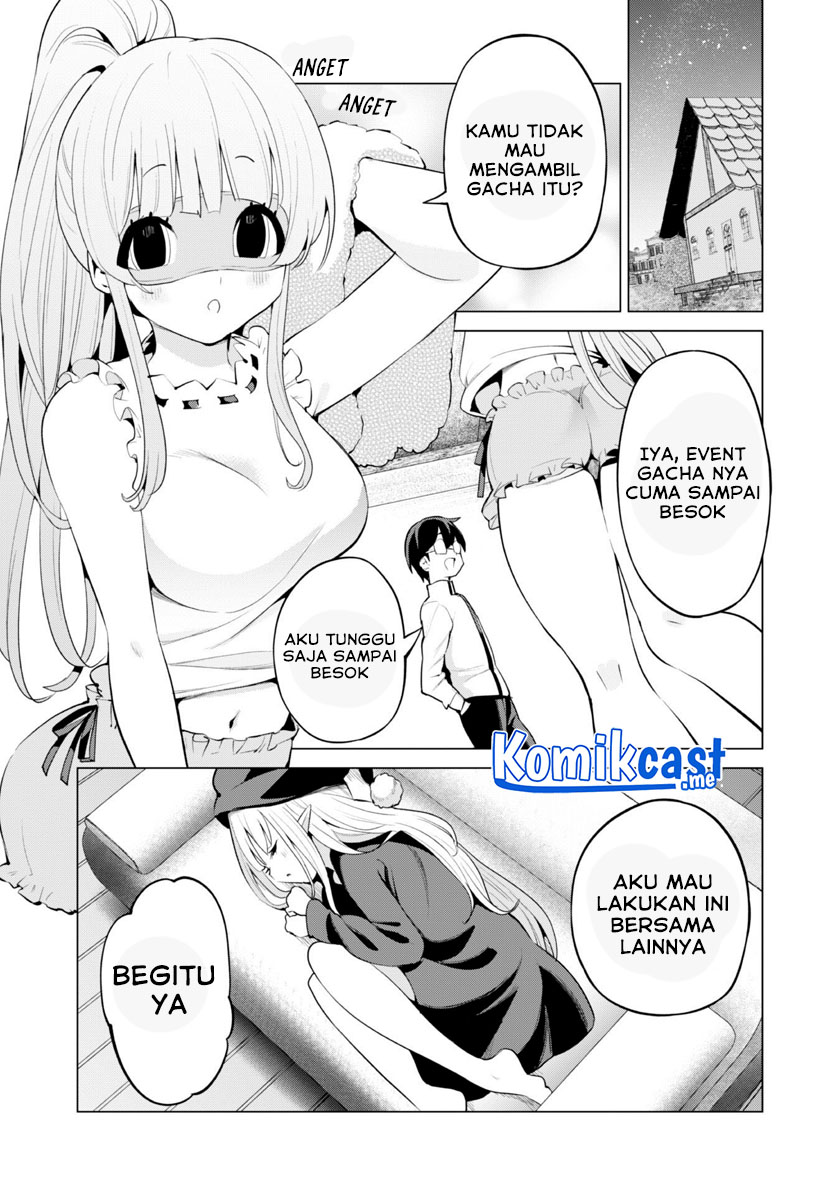 KAMU TIDAK
MAU
MENGAMBIL
GACHA ITU?
ANGET
ANGET
IYA, EVENT
GACHA NYA
CUMA SAMPAI
BESOK
AKU TUNGGU
SAJA SAMPAI
BESOK
Komikcast
.me
AKU MAU
LAKUKAN INI
BERSAMA
LAINNYA
BEGITU
YA